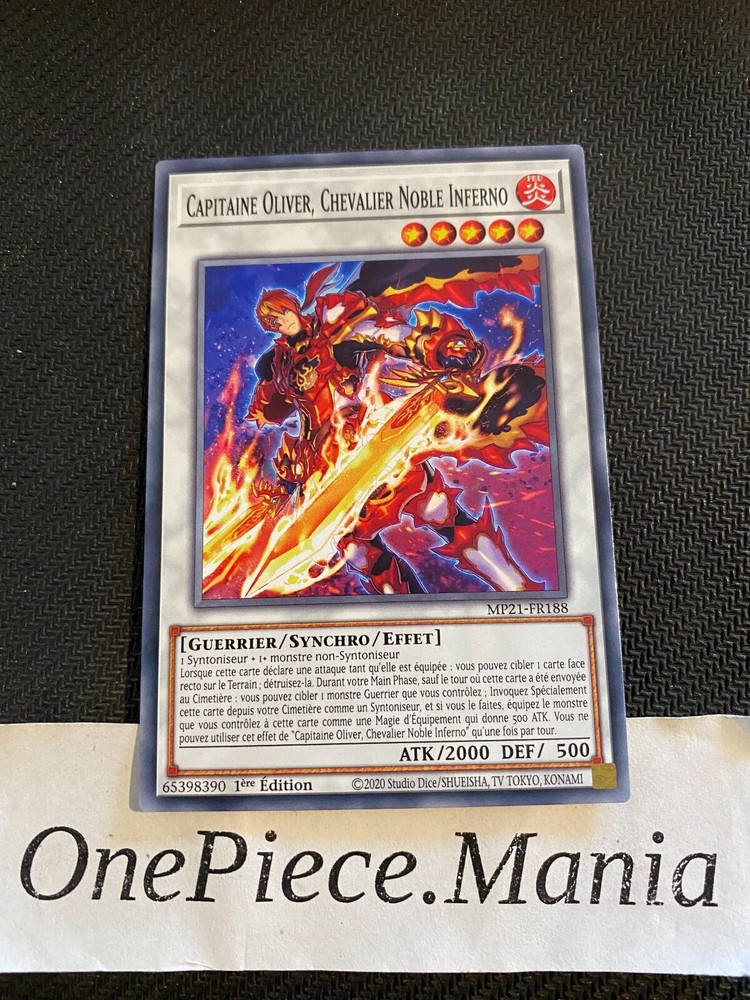 CAPITAINE OLIVER, CHEVALIER NOBLE INFERNO
FEU
炎
MP21-FR188
[GUERRIER/SYNCHRO/EFFET]
1 Syntoniseur + 1+ monstre non-Syntoniseur
Lorsque cette carte déclare une attaque tant qu'elle est équipée : vous pouvez cibler 1 carte face
recto sur le Terrain ; détruisez-la. Durant votre Main Phase, sauf le tour où cette carte a été envoyée
au Cimetière : vous pouvez cibler 1 monstre Guerrier que vous contrôlez ; Invoquez Spécialement
cette carte depuis votre Cimetière comme un Syntoniseur, et si vous le faites, équipez le monstre
que vous contrôlez à cette carte comme une Magie d'Équipement qui donne 500 ATK. Vous ne
pouvez utiliser cet effet de "Capitaine Oliver, Chevalier Noble Inferno" qu'une fois par tour.
ATK/2000 DEF/ 500
65398390 1ère Édition ©2020 Studio Dice/SHUEISHA, TV TOKYO, KONAMI
OnePiece.Mania